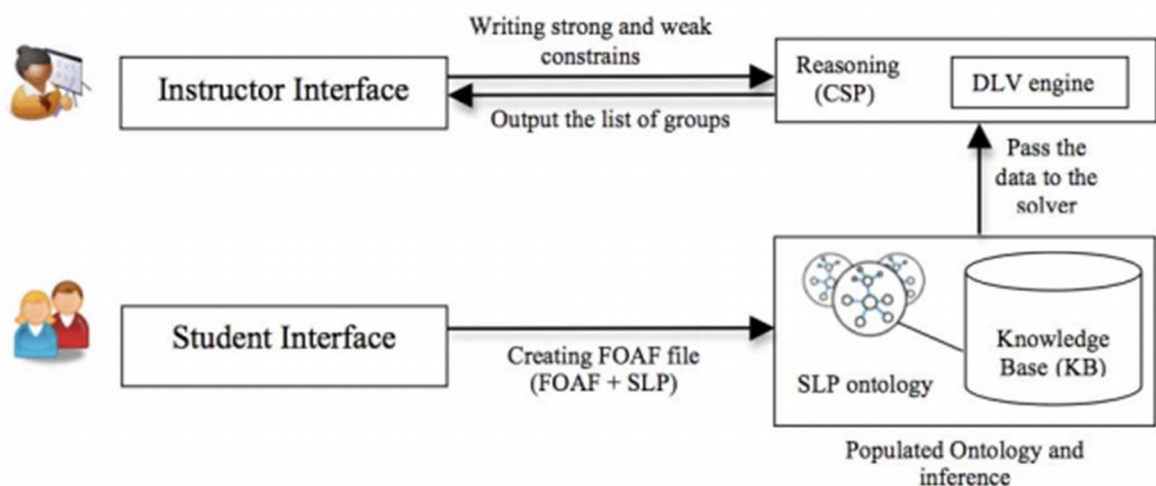 Writing strong and weak
constrains
Instructor Interface
Output the list of groups
Reasoning
(CSP)
DLV engine
Pass the
data to the
solver
Student Interface
Creating FOAF file
(FOAF + SLP)
SLP ontology
Knowledge
Base (KB)
Populated Ontology and
inference